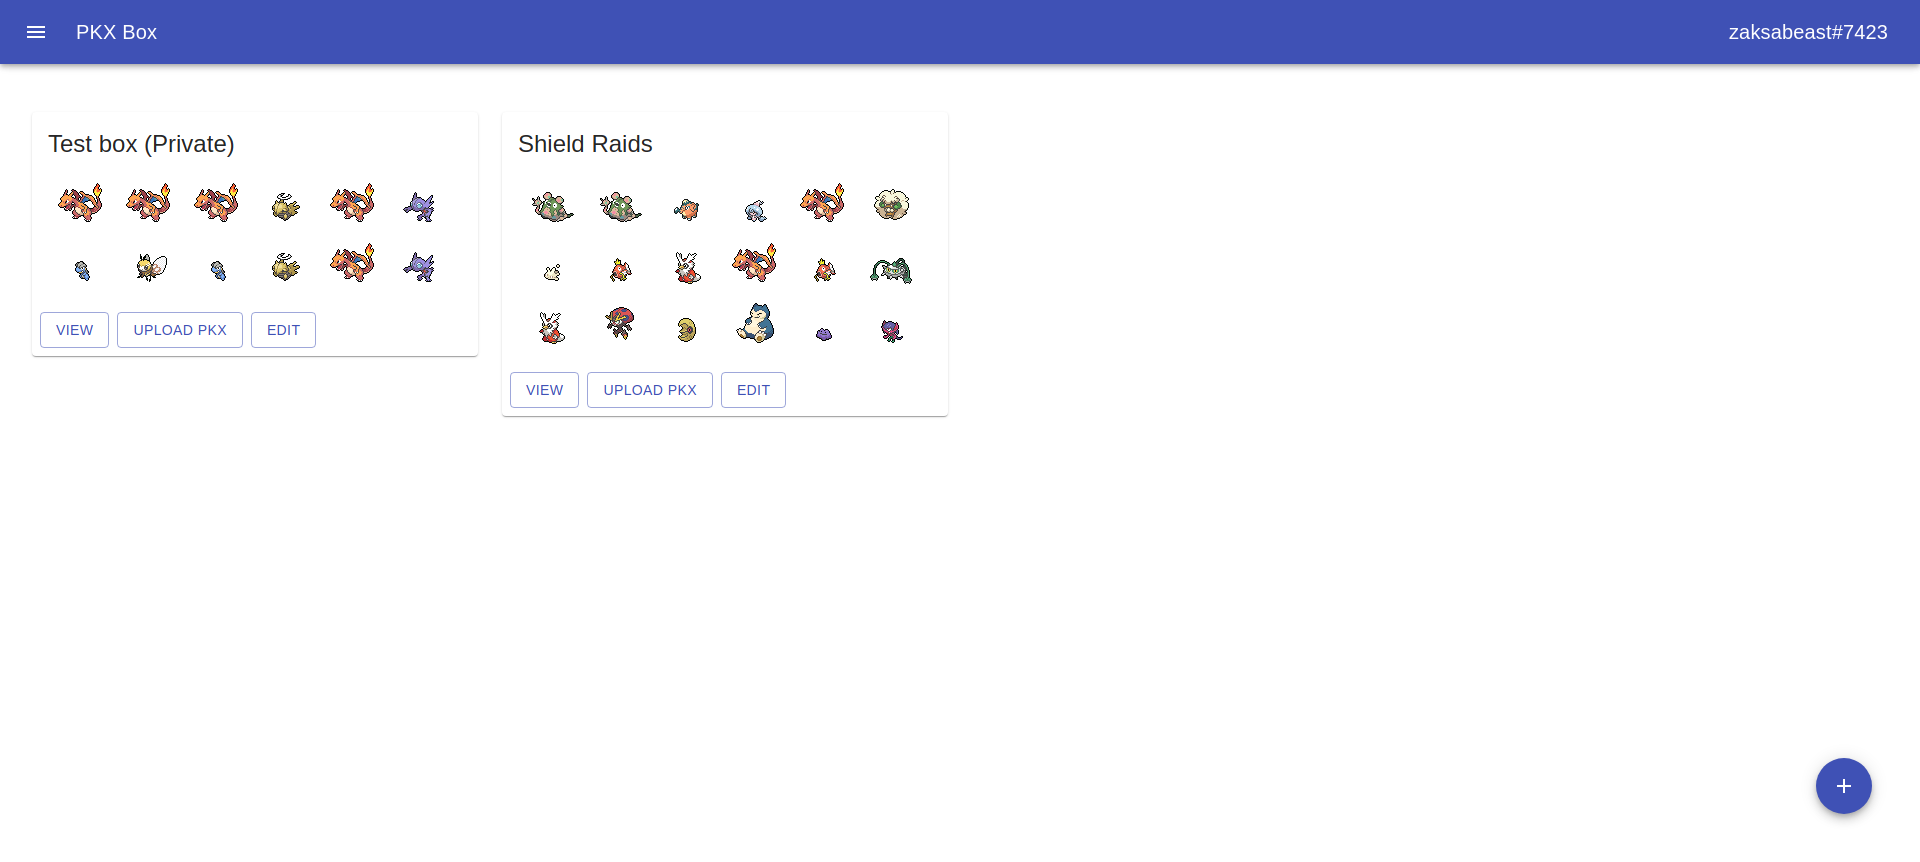 PKX Box
zaksabeast#7423
Test box (Private)
VIEW
UPLOAD PKX
EDIT
Shield Raids
VIEW
UPLOAD PKX
EDIT